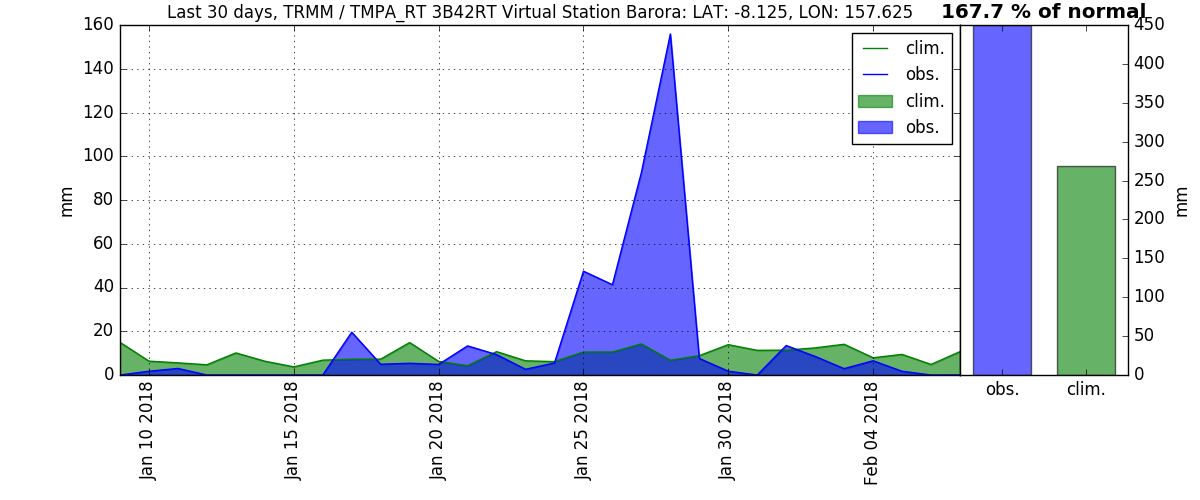 Last 30 days, TRMM / TMPA_RT 3B42RT Virtual Station Barora: LAT: -8.125, LON: 157.625
167.7 % of normal
160
140
120
100
80
60
40
20
0
mm
clim.
obs.
clim.
obs.
Jan 10 2018
Jan 15 2018
Jan 20 2018
Jan 25 2018
Jan 30 2018
Feb 04 2018
450
400
350
300
250
200
150
100
50
0
mm
obs.
clim.